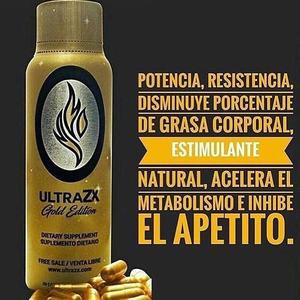 POTENCIA, RESISTENCIA,
DISMINUYE PORCENTAJE
DE GRASA CORPORAL,
ESTIMULANTE
NATURAL, ACELERA EL
METABOLISMO E INHIBE
EL APETITO.
ULTRAZX
Gold Edition
DIETARY SUPPLEMENT
SUPLEMENTO DIETARIO
FREE SALE / VENTA LIBRE
www.ultrazx.com